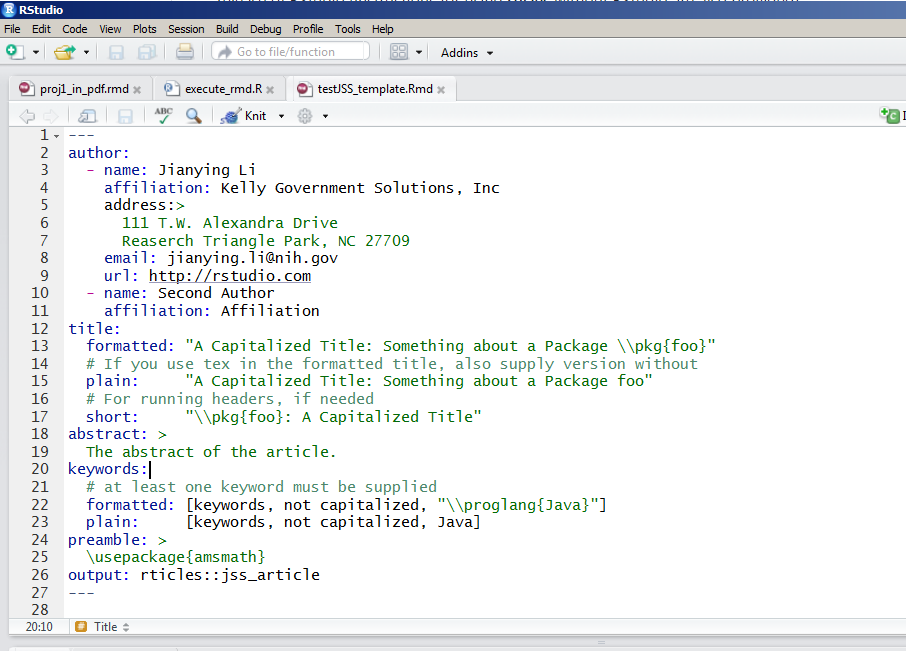 RStudio
File Edit Code View Plots Session Build Debug Profile Tools Help
Go to file/function Addins
proj1_in_pdf.rmd execute_rmd.R testJSS_template.Rmd
ABC Knit
1 ---
2 author:
3 - name: Jianying Li
4 affiliation: Kelly Government Solutions, Inc
5 address:>
6 111 T.W. Alexandra Drive
7 Reaserch Triangle Park, NC 27709
8 email: jianying.li@nih.gov
9 url: http://rstudio.com
10 - name: Second Author
11 affiliation: Affiliation
12 title:
13 formatted: "A Capitalized Title: Something about a Package \\pkg{foo}"
14 # If you use tex in the formatted title, also supply version without
15 plain: "A Capitalized Title: Something about a Package foo"
16 # For running headers, if needed
17 short: "\\pkg{foo}: A Capitalized Title"
18 abstract: >
19 The abstract of the article.
20 keywords:
21 # at least one keyword must be supplied
22 formatted: [keywords, not capitalized, "\\proglang{Java}"]
23 plain: [keywords, not capitalized, Java]
24 preamble: >
25 \usepackage{amsmath}
26 output: rticles::jss_article
27 ---
28
20:10 Title